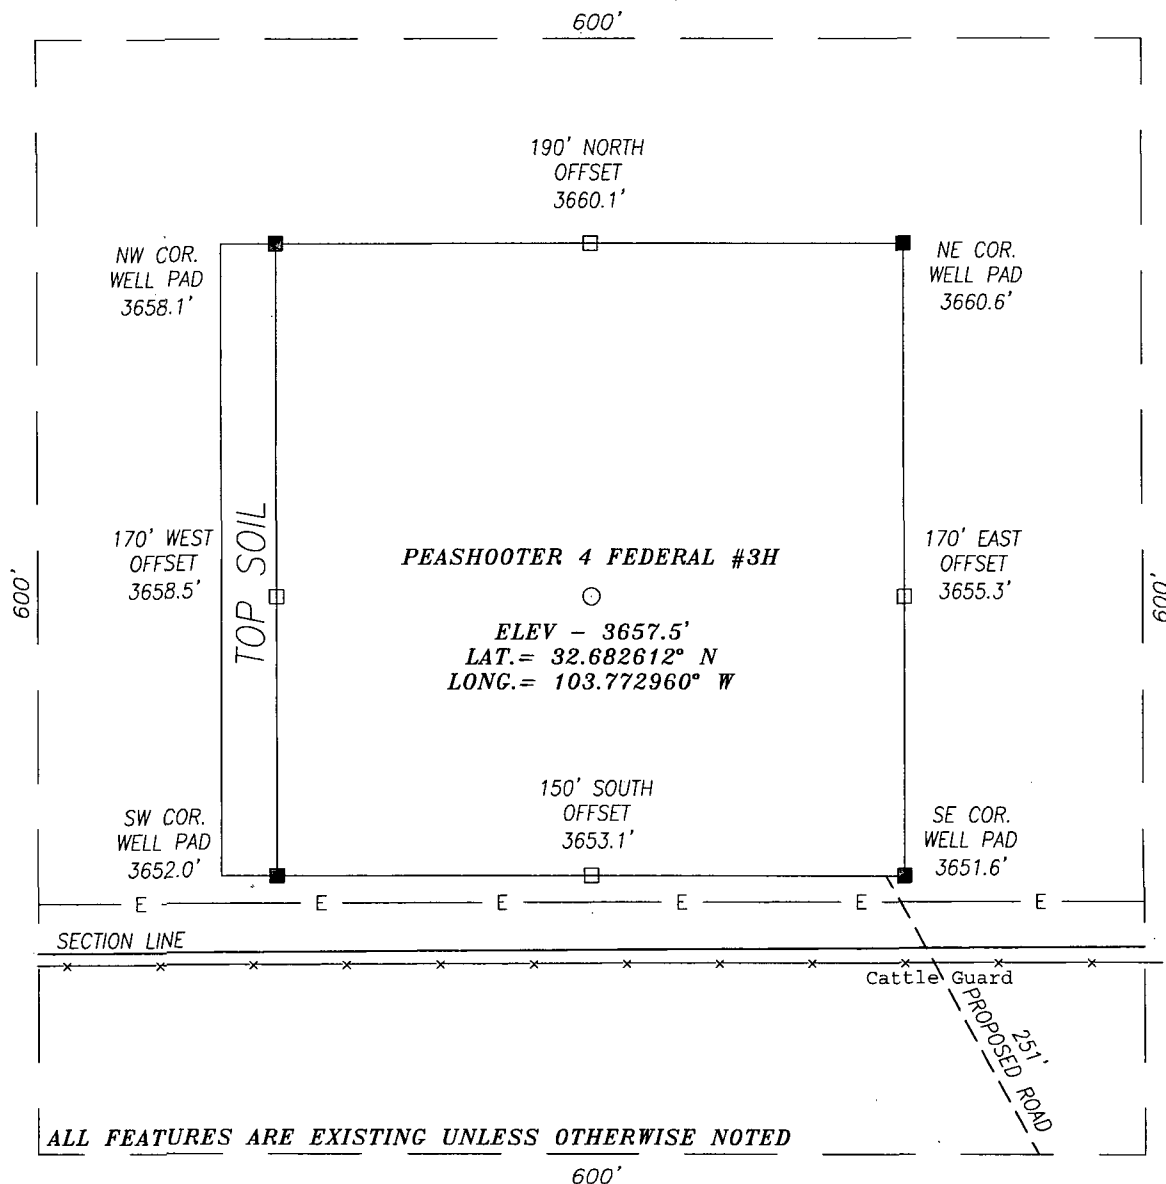 600'
190' NORTH
OFFSET
3660.1'
NW COR.
WELL PAD
3658.1'
NE COR.
WELL PAD
3660.6'
600'
170' WEST
OFFSET
3658.5'
TOP SOIL
PEASHOOTER 4 FEDERAL #3H
ELEV - 3657.5'
LAT.= 32.682612° N
LONG.= 103.772960° W
170' EAST
OFFSET
3655.3'
600'
SW COR.
WELL PAD
3652.0'
150' SOUTH
OFFSET
3653.1'
SE COR.
WELL PAD
3651.6'
E E E E E E
SECTION LINE
Cattle Guard
251'
PROPOSED ROAD
ALL FEATURES ARE EXISTING UNLESS OTHERWISE NOTED
600'